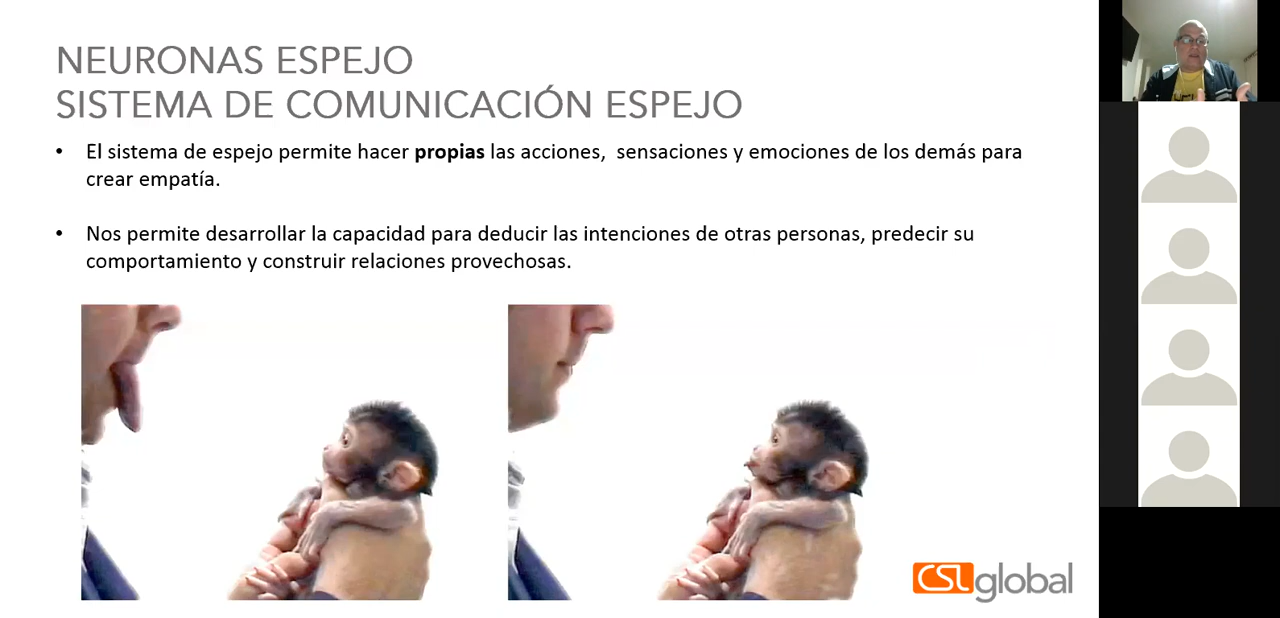 NEURONAS ESPEJO
SISTEMA DE COMUNICACIÓN ESPEJO
• El sistema de espejo permite hacer propias las acciones, sensaciones y emociones de los demás para
crear empatía.
• Nos permite desarrollar la capacidad para deducir las intenciones de otras personas, predecir su
comportamiento y construir relaciones provechosas.
CSL global